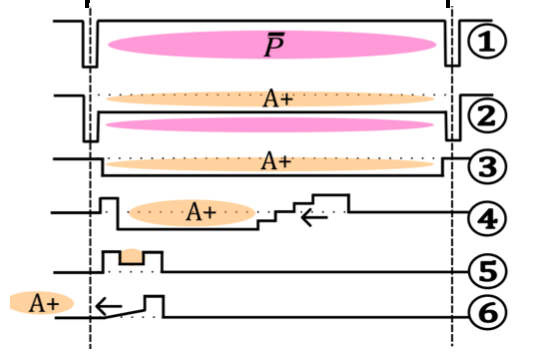 P̅ ①
A+ ②
A+ ③
A+ ④
⑤
A+ ⑥